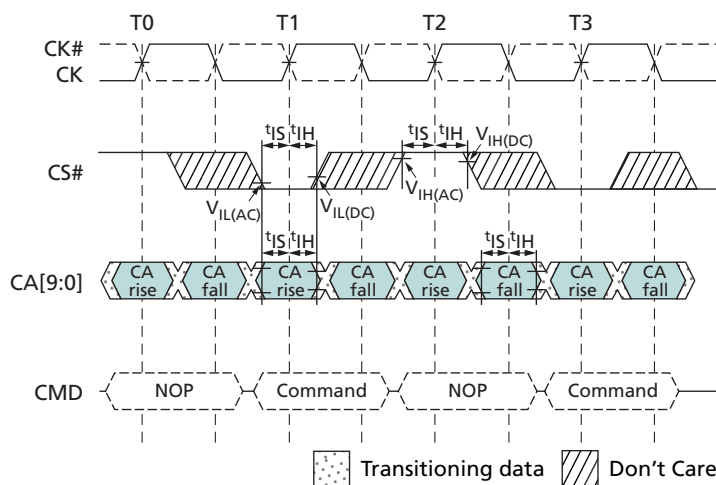 T0 T1 T2 T3
CK#
CK
tIS tIH tIS tIH
VIH(DC)
CS#
VIL(AC) VIL(DC) VIH(AC)
tIS tIH tIS tIH
CA[9:0]
CA rise CA fall CA rise CA fall CA rise CA fall CA rise CA fall
CMD NOP Command NOP Command
Transitioning data Don't Care